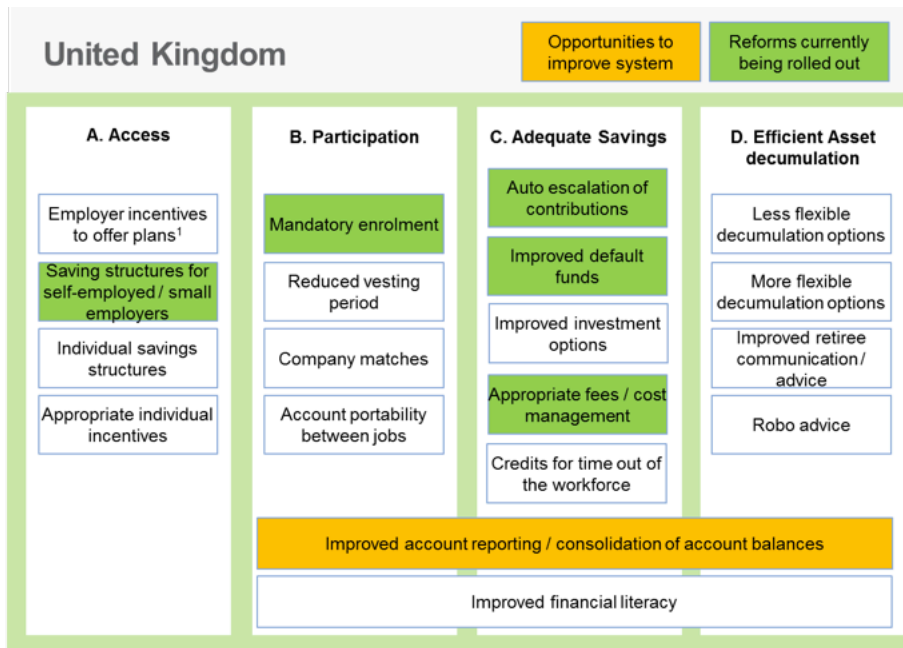 United Kingdom
Opportunities to
improve system
Reforms currently
being rolled out
A. Access
Employer incentives
to offer plans¹
Saving structures for
self-employed / small
employers
Individual savings
structures
Appropriate individual
incentives
B. Participation
Mandatory enrolment
Reduced vesting
period
Company matches
Account portability
between jobs
C. Adequate Savings
Auto escalation of
contributions
Improved default
funds
Improved investment
options
Appropriate fees / cost
management
Credits for time out of
the workforce
D. Efficient Asset
decumulation
Less flexible
decumulation options
More flexible
decumulation options
Improved retiree
communication /
advice
Robo advice
Improved account reporting / consolidation of account balances
Improved financial literacy